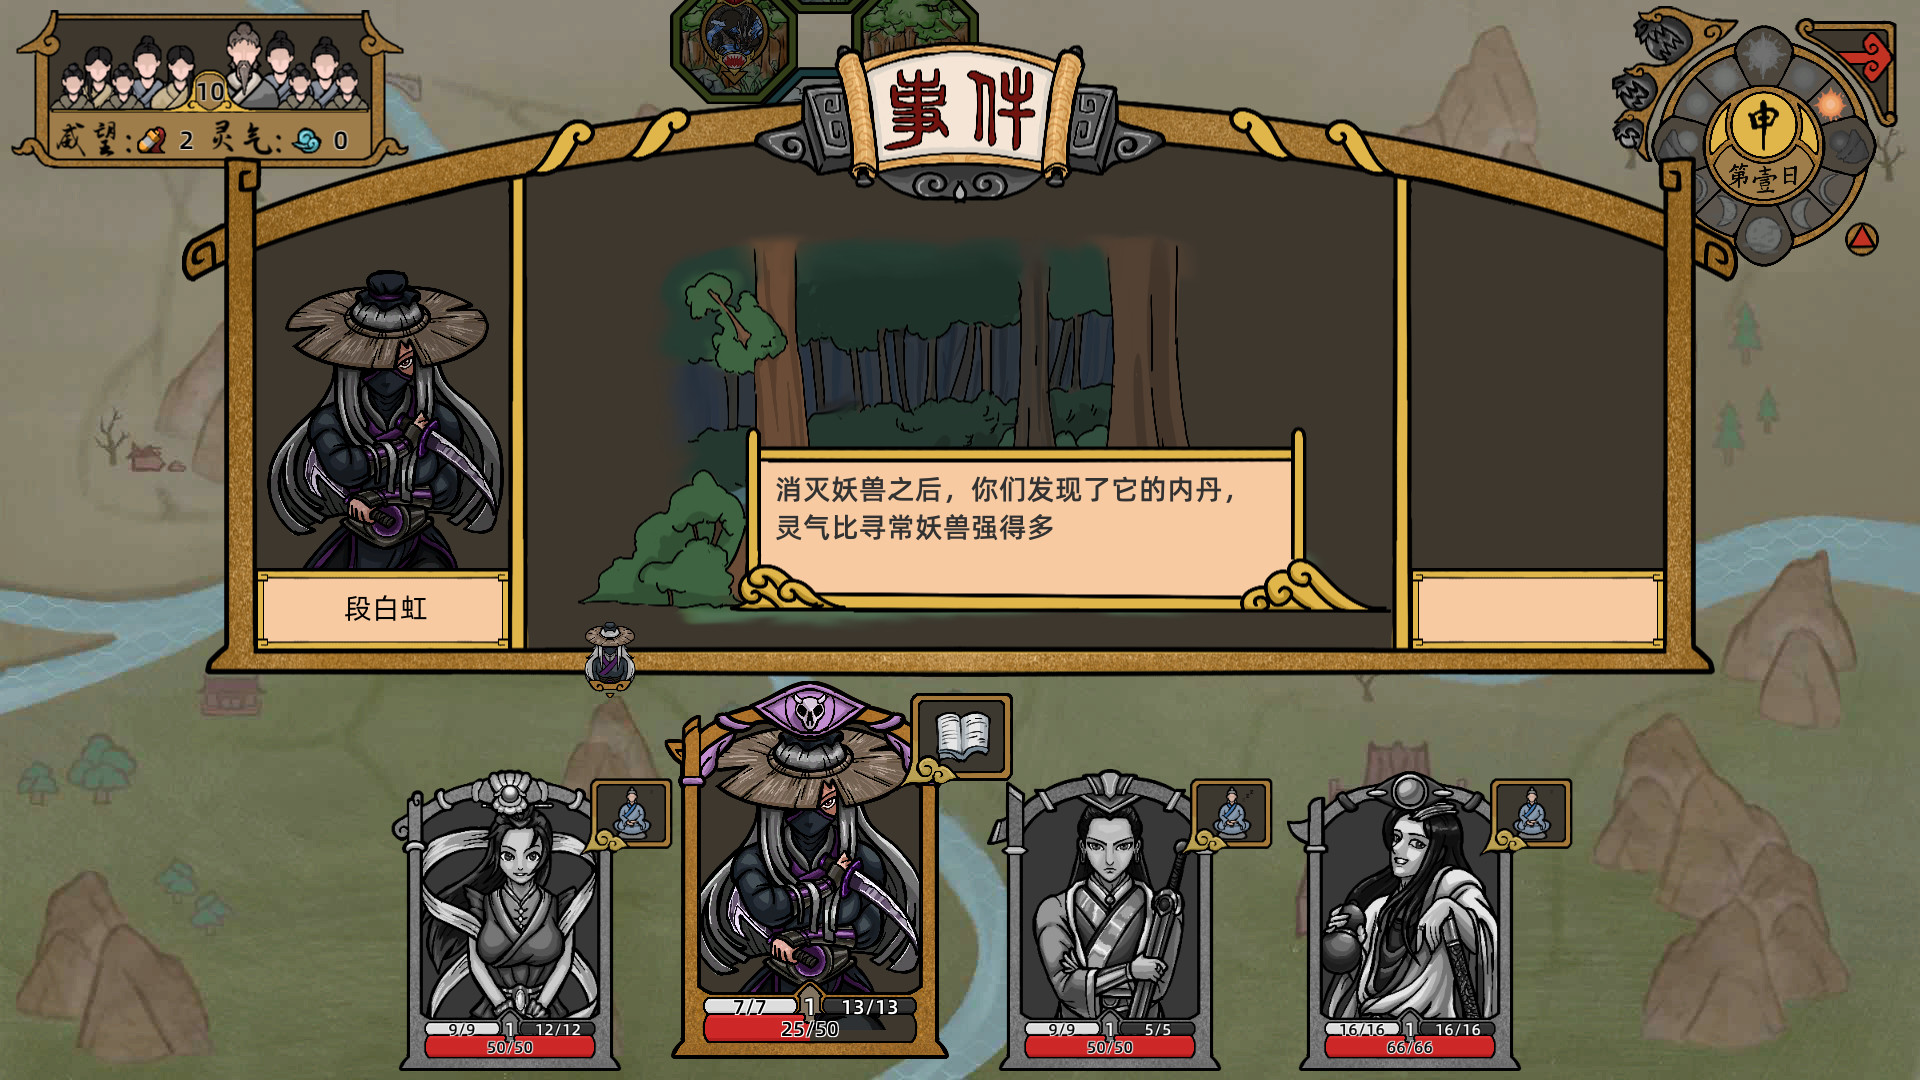 10
威望: 2 灵气: 0
事件
申
第壹日
消灭妖兽之后，你们发现了它的内丹，
灵气比寻常妖兽强得多
段白虹
9/9 1 12/12
50/50
7/7 1 13/13
25/50
9/9 1 5/5
50/50
16/16 1 16/16
66/66